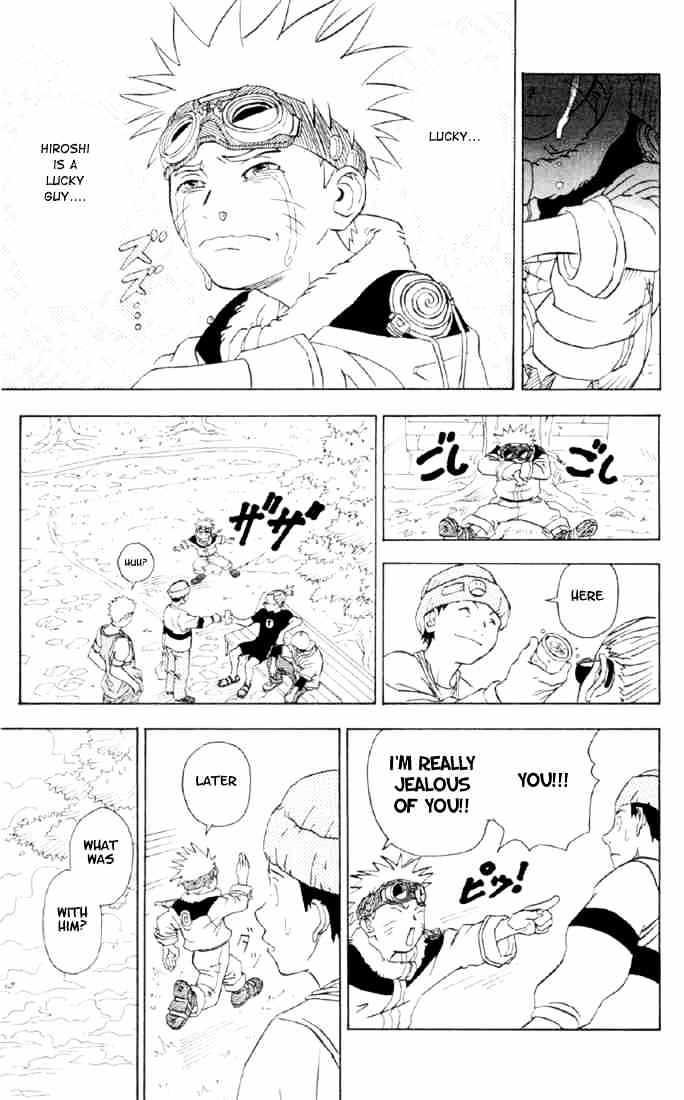 LUCKY...
HIROSHI
IS A
LUCKY
GUY....
ズズ…
ごし
ごし
HERE
ザザ
HUH?
YOU!!!
I'M REALLY
JEALOUS
OF YOU!!
ピッ!
LATER
WHAT
WAS
WITH
HIM?